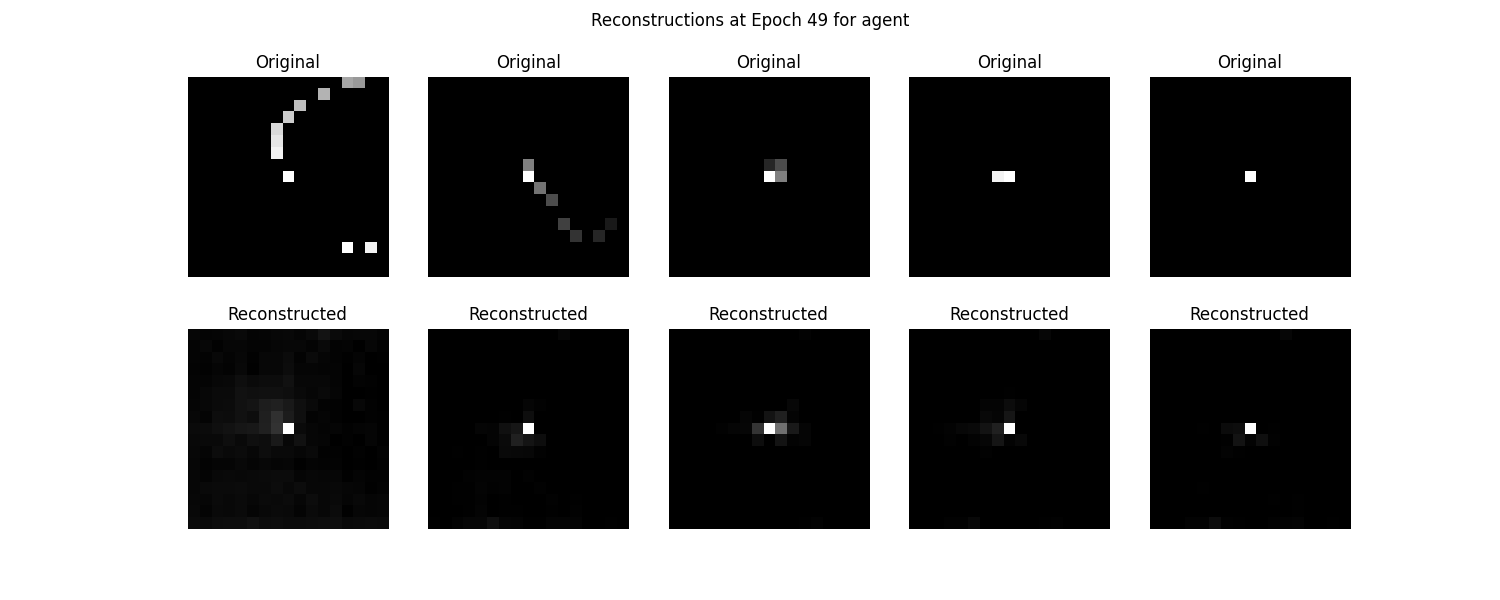 Reconstructions at Epoch 49 for agent
Original Original Original Original Original
Reconstructed Reconstructed Reconstructed Reconstructed Reconstructed